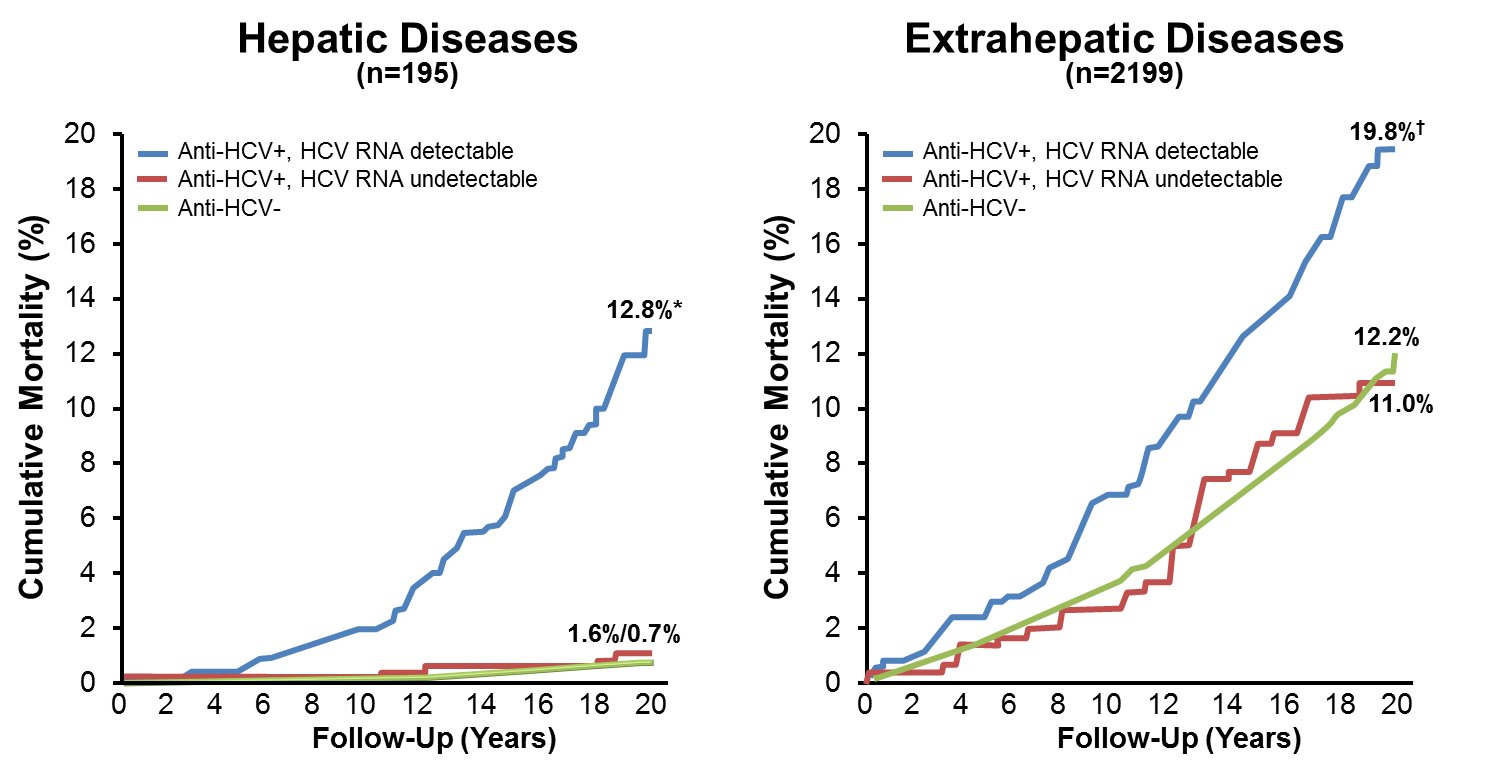 Hepatic Diseases
(n=195)
Cumulative Mortality (%)
20
18
16
14
12
10
8
6
4
2
0
Anti-HCV+, HCV RNA detectable
Anti-HCV+, HCV RNA undetectable
Anti-HCV-
12.8%*
1.6%/0.7%
0 2 4 6 8 10 12 14 16 18 20
Follow-Up (Years)
Extrahepatic Diseases
(n=2199)
Cumulative Mortality (%)
20
18
16
14
12
10
8
6
4
2
0
Anti-HCV+, HCV RNA detectable
Anti-HCV+, HCV RNA undetectable
Anti-HCV-
19.8%†
12.2%
11.0%
0 2 4 6 8 10 12 14 16 18 20
Follow-Up (Years)